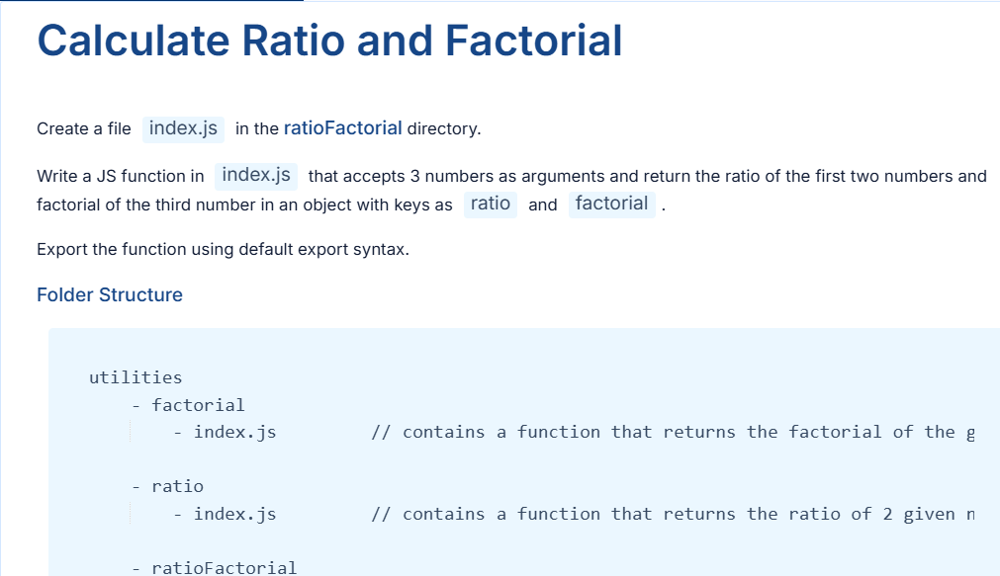 Calculate Ratio and Factorial
Create a file index.js in the ratioFactorial directory.
Write a JS function in index.js that accepts 3 numbers as arguments and return the ratio of the first two numbers and
factorial of the third number in an object with keys as ratio and factorial .
Export the function using default export syntax.
Folder Structure
utilities
- factorial
- index.js // contains a function that returns the factorial of the g
- ratio
- index.js // contains a function that returns the ratio of 2 given n
- ratioFactorial